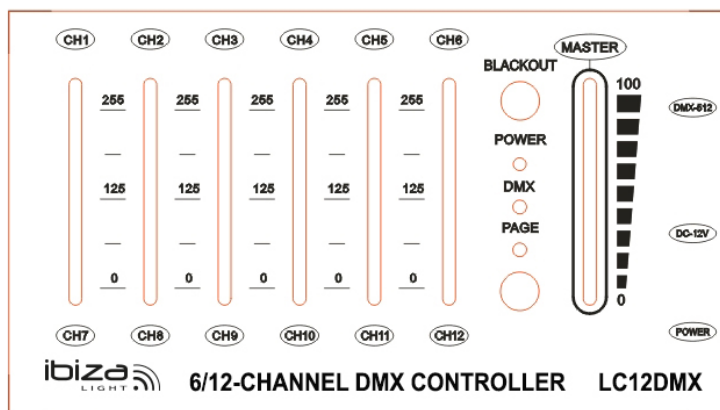 CH1 CH2 CH3 CH4 CH5 CH6 MASTER
BLACKOUT
255 255 255 255 255 100
DMX-512
POWER
125 125 125 125 125 DMX
PAGE
DC-12V
0 0 0 0 0 0
CH7 CH8 CH9 CH10 CH11 CH12 POWER
ibiza
LIGHT
6/12-CHANNEL DMX CONTROLLER LC12DMX